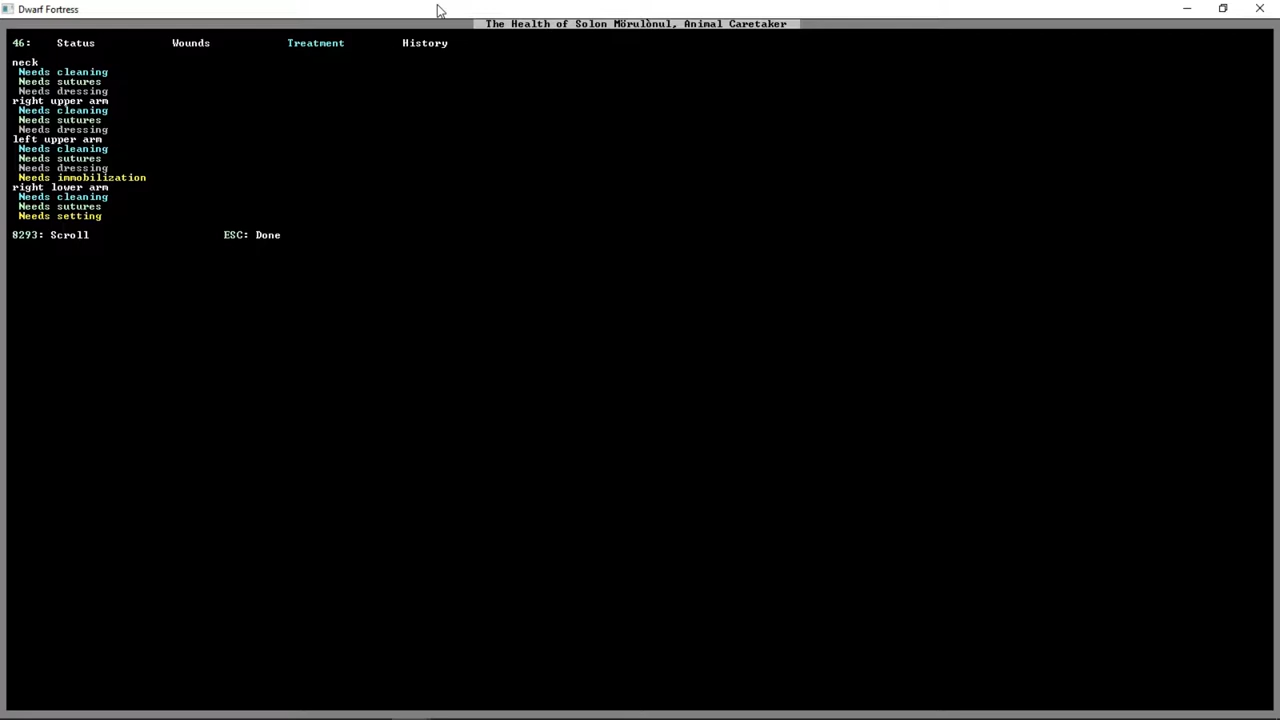 Dwarf Fortress
The Health of Solon Mörulònul, Animal Caretaker
46: Status Wounds Treatment History
neck
Needs cleaning
Needs sutures
Needs dressing
right upper arm
Needs cleaning
Needs sutures
Needs dressing
left upper arm
Needs cleaning
Needs sutures
Needs dressing
Needs immobilization
right lower arm
Needs cleaning
Needs sutures
Needs setting
8293: Scroll ESC: Done